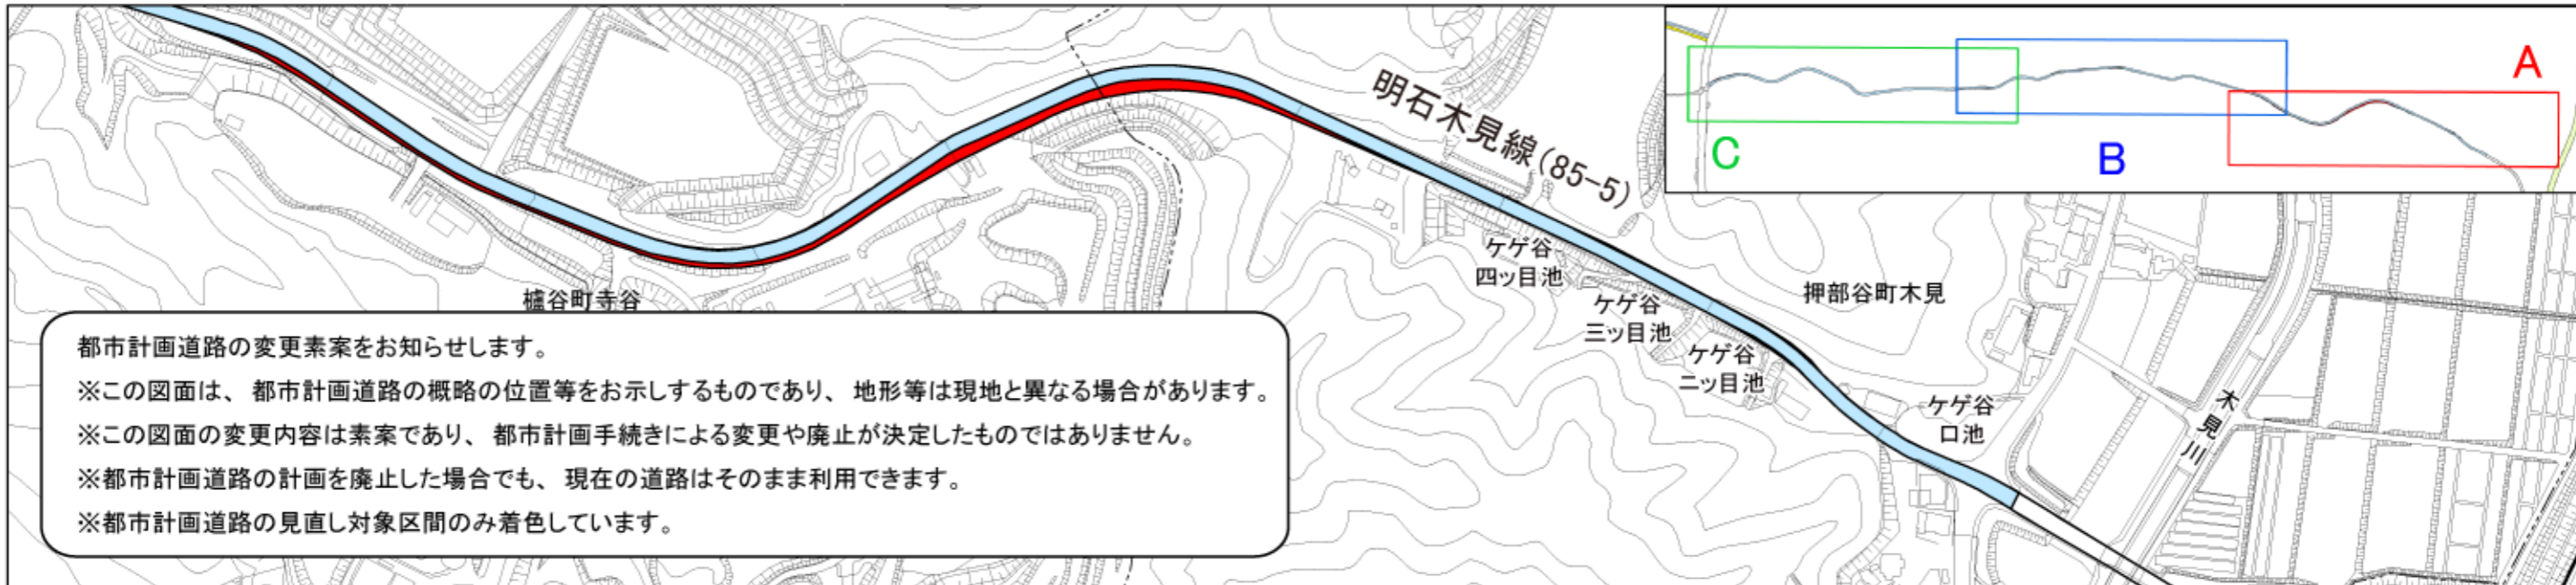 明石木見線(85-5)
A
B
C
ケゲ谷
四ッ目池
ケゲ谷
三ッ目池
ケゲ谷
二ッ目池
ケゲ谷
口池
押部谷町木見
木見川
櫨谷町寺谷
都市計画道路の変更素案をお知らせします。
※この図面は、都市計画道路の概略の位置等をお示しするものであり、地形等は現地と異なる場合があります。
※この図面の変更内容は素案であり、都市計画手続きによる変更や廃止が決定したものではありません。
※都市計画道路の計画を廃止した場合でも、現在の道路はそのまま利用できます。
※都市計画道路の見直し対象区間のみ着色しています。